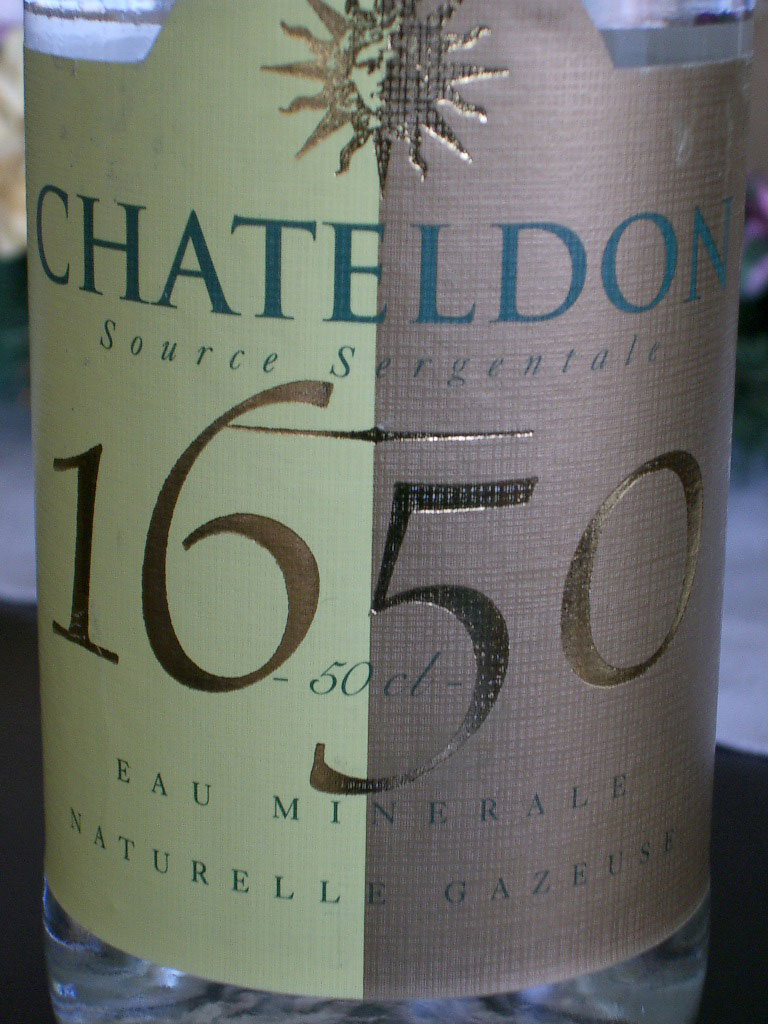 CHATELDON
Source Sergentale
1650
- 50 cl -
EAU MINERALE
NATURELLE GAZEUSE